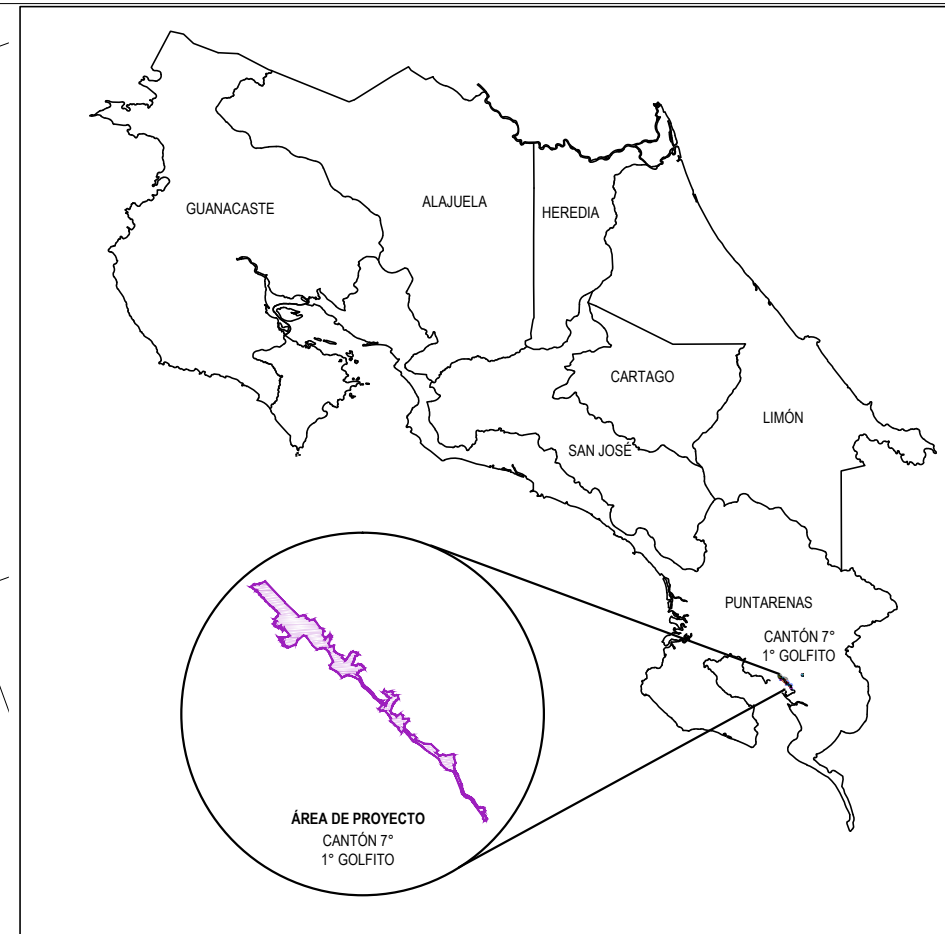 GUANACASTE
ALAJUELA
HEREDIA
CARTAGO
LIMÓN
SAN JOSÉ
PUNTARENAS
CANTÓN 7°
1° GOLFITO
ÁREA DE PROYECTO
CANTÓN 7°
1° GOLFITO